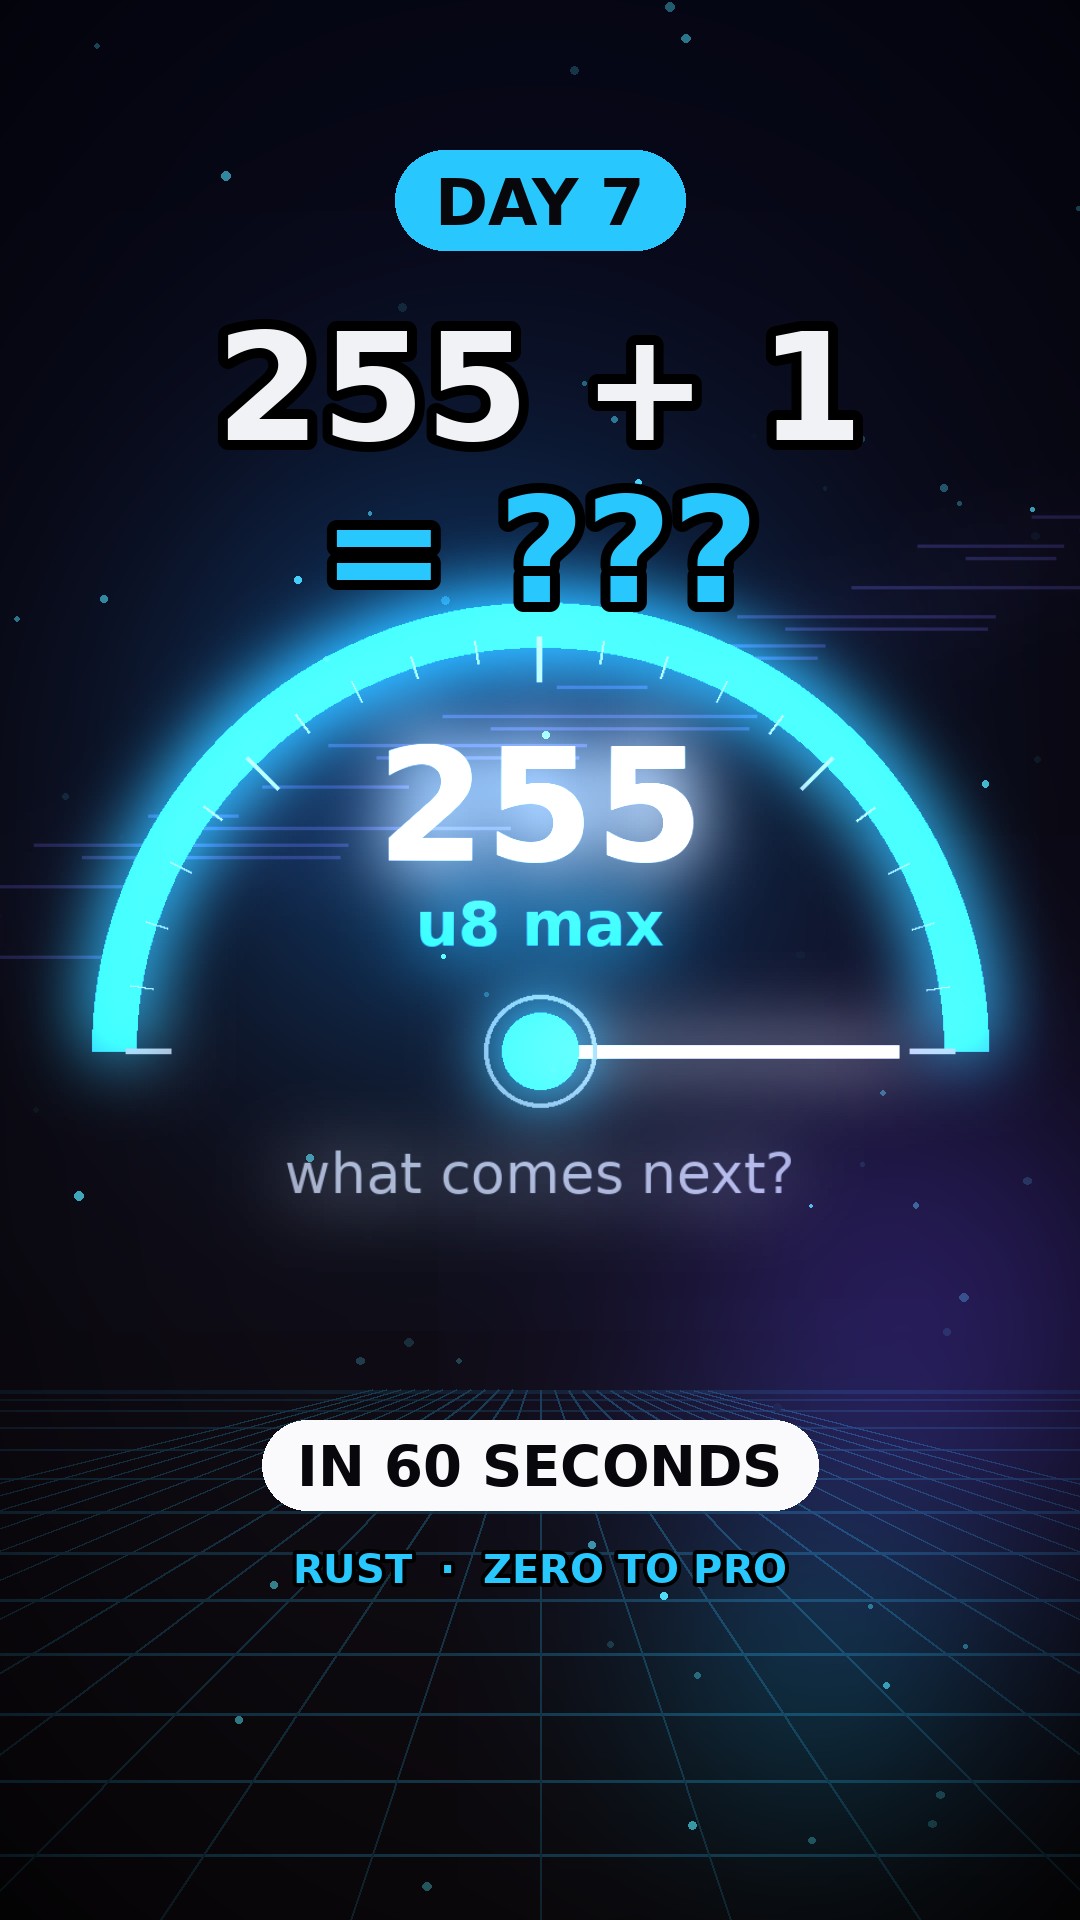 DAY 7
255 + 1
= ???
255
u8 max
what comes next?
IN 60 SECONDS
RUST · ZERO TO PRO